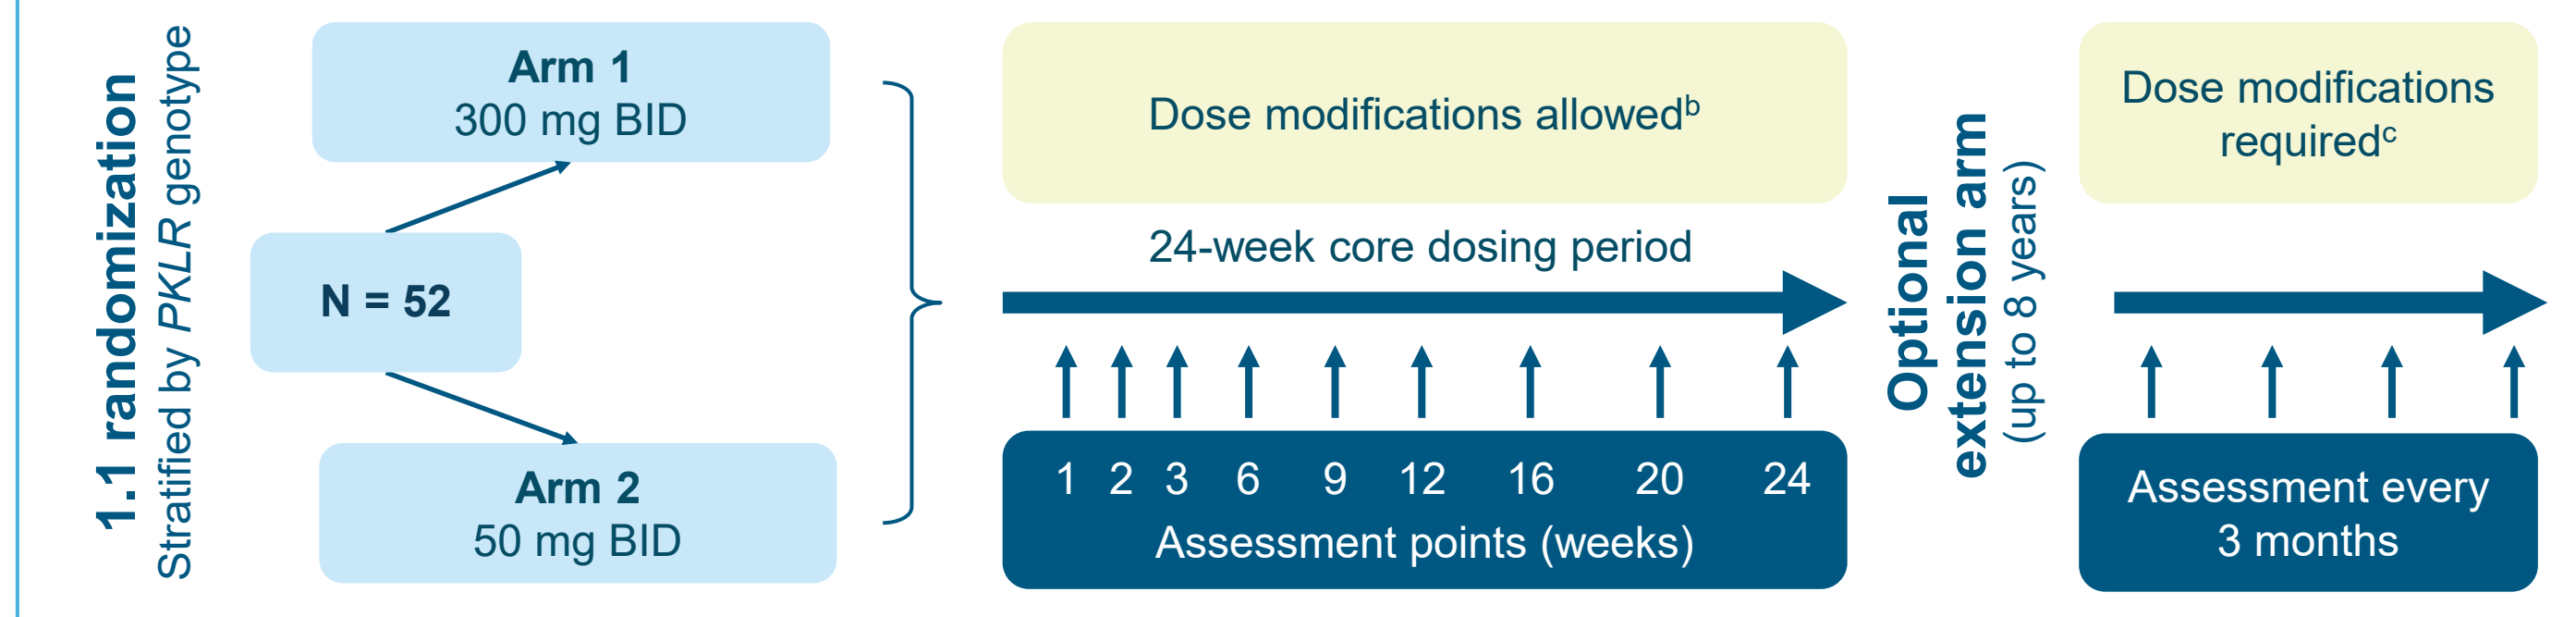 1.1 randomization
Stratified by PKLR genotype
Arm 1
300 mg BID
N = 52
Arm 2
50 mg BID
Dose modifications allowedᵇ
24-week core dosing period
1 2 3 6 9 12 16 20 24
Assessment points (weeks)
Optional
extension arm
(up to 8 years)
Dose modifications
requiredᶜ
Assessment every
3 months